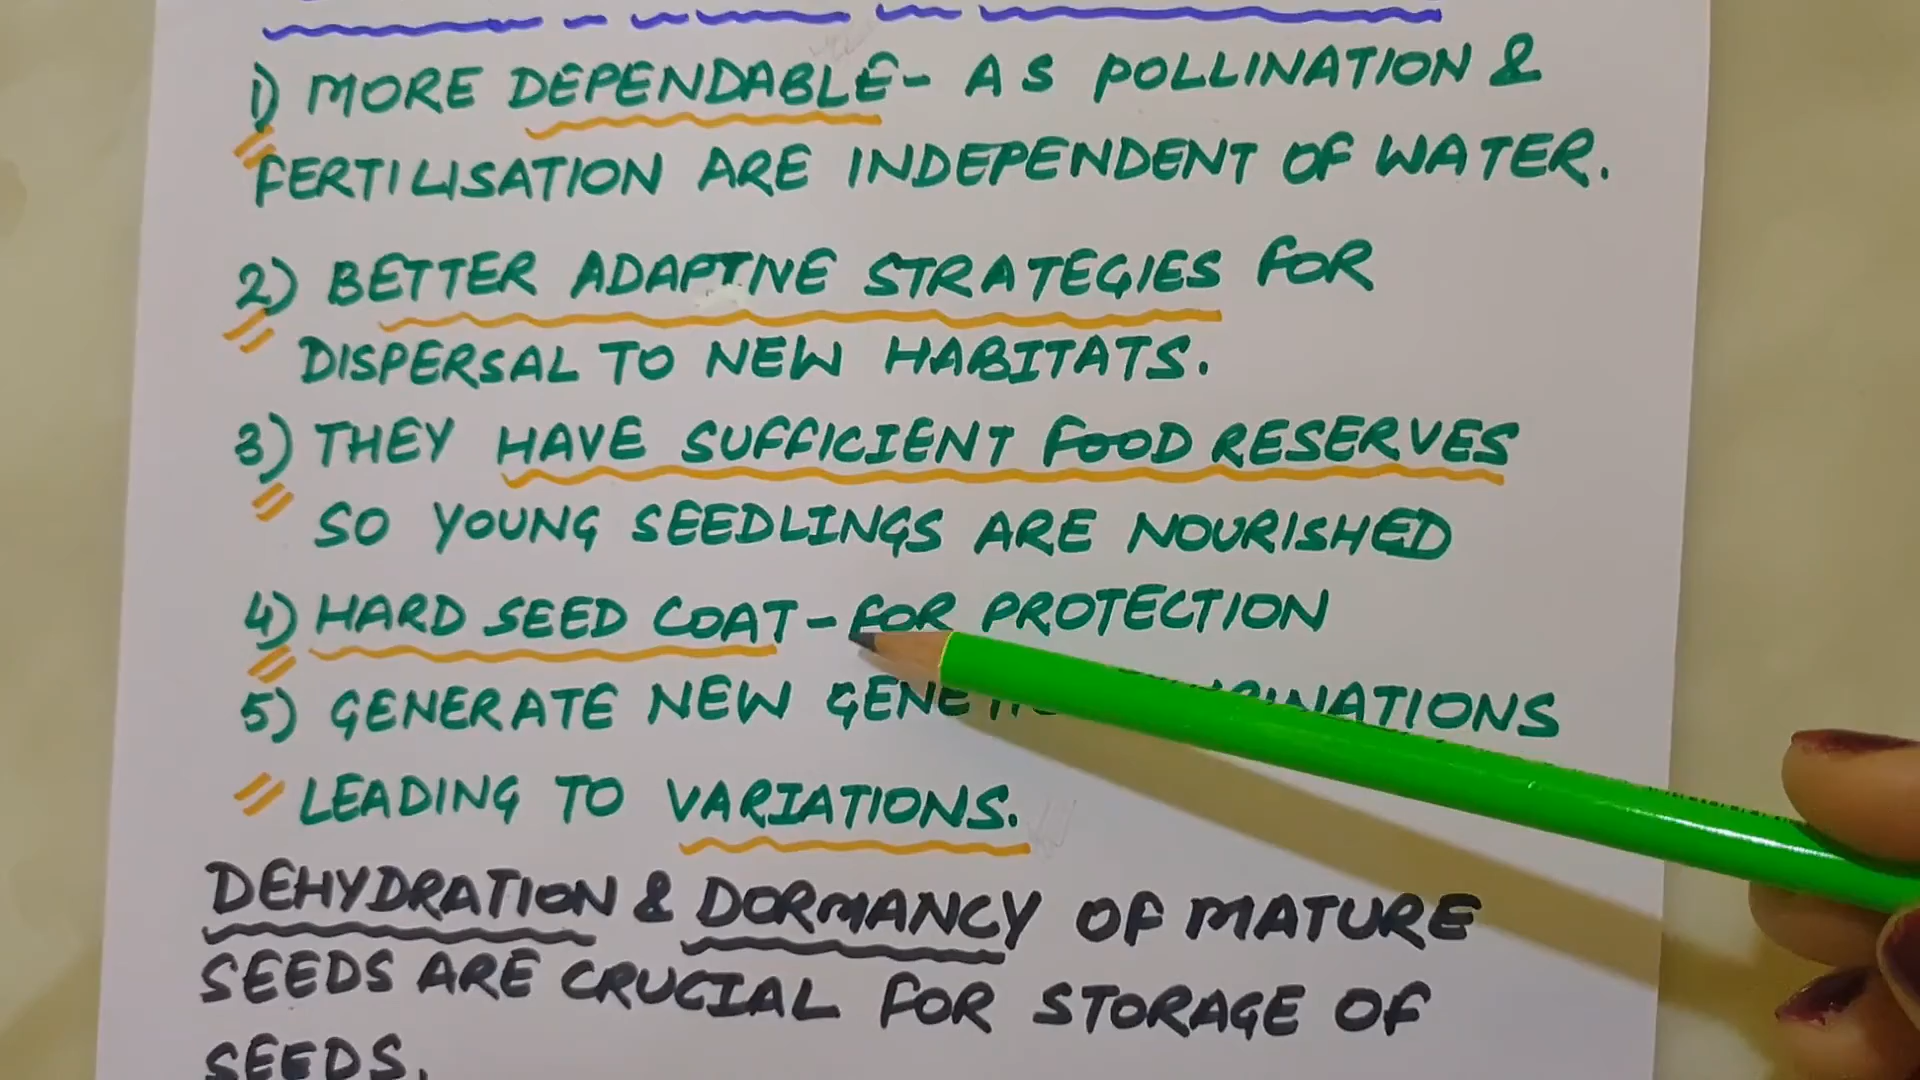 1) MORE DEPENDABLE- AS POLLINATION &
FERTILISATION ARE INDEPENDENT OF WATER.
2) BETTER ADAPTIVE STRATEGIES FOR
DISPERSAL TO NEW HABITATS.
3) THEY HAVE SUFFICIENT FOOD RESERVES
SO YOUNG SEEDLINGS ARE NOURISHED
4) HARD SEED COAT - FOR PROTECTION
5) GENERATE NEW
LEADING TO VARIATIONS.
DEHYDRATION & DORMANCY OF MATURE
SEEDS ARE CRUCIAL FOR STORAGE OF
SEEDS.